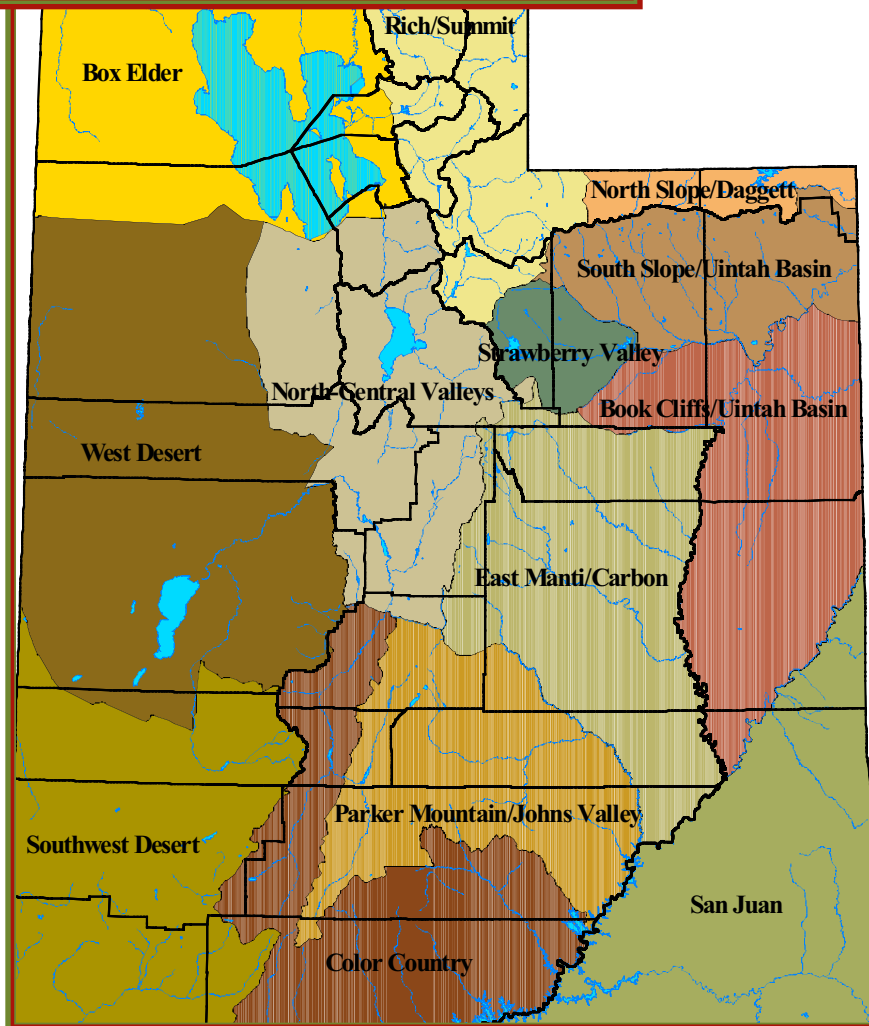 Rich/Summit
Box Elder
North Slope/Daggett
South Slope/Uintah Basin
Strawberry Valley
North-Central Valleys
Book Cliffs/Uintah Basin
West Desert
East Manti/Carbon
Parker Mountain/Johns Valley
Southwest Desert
San Juan
Color Country